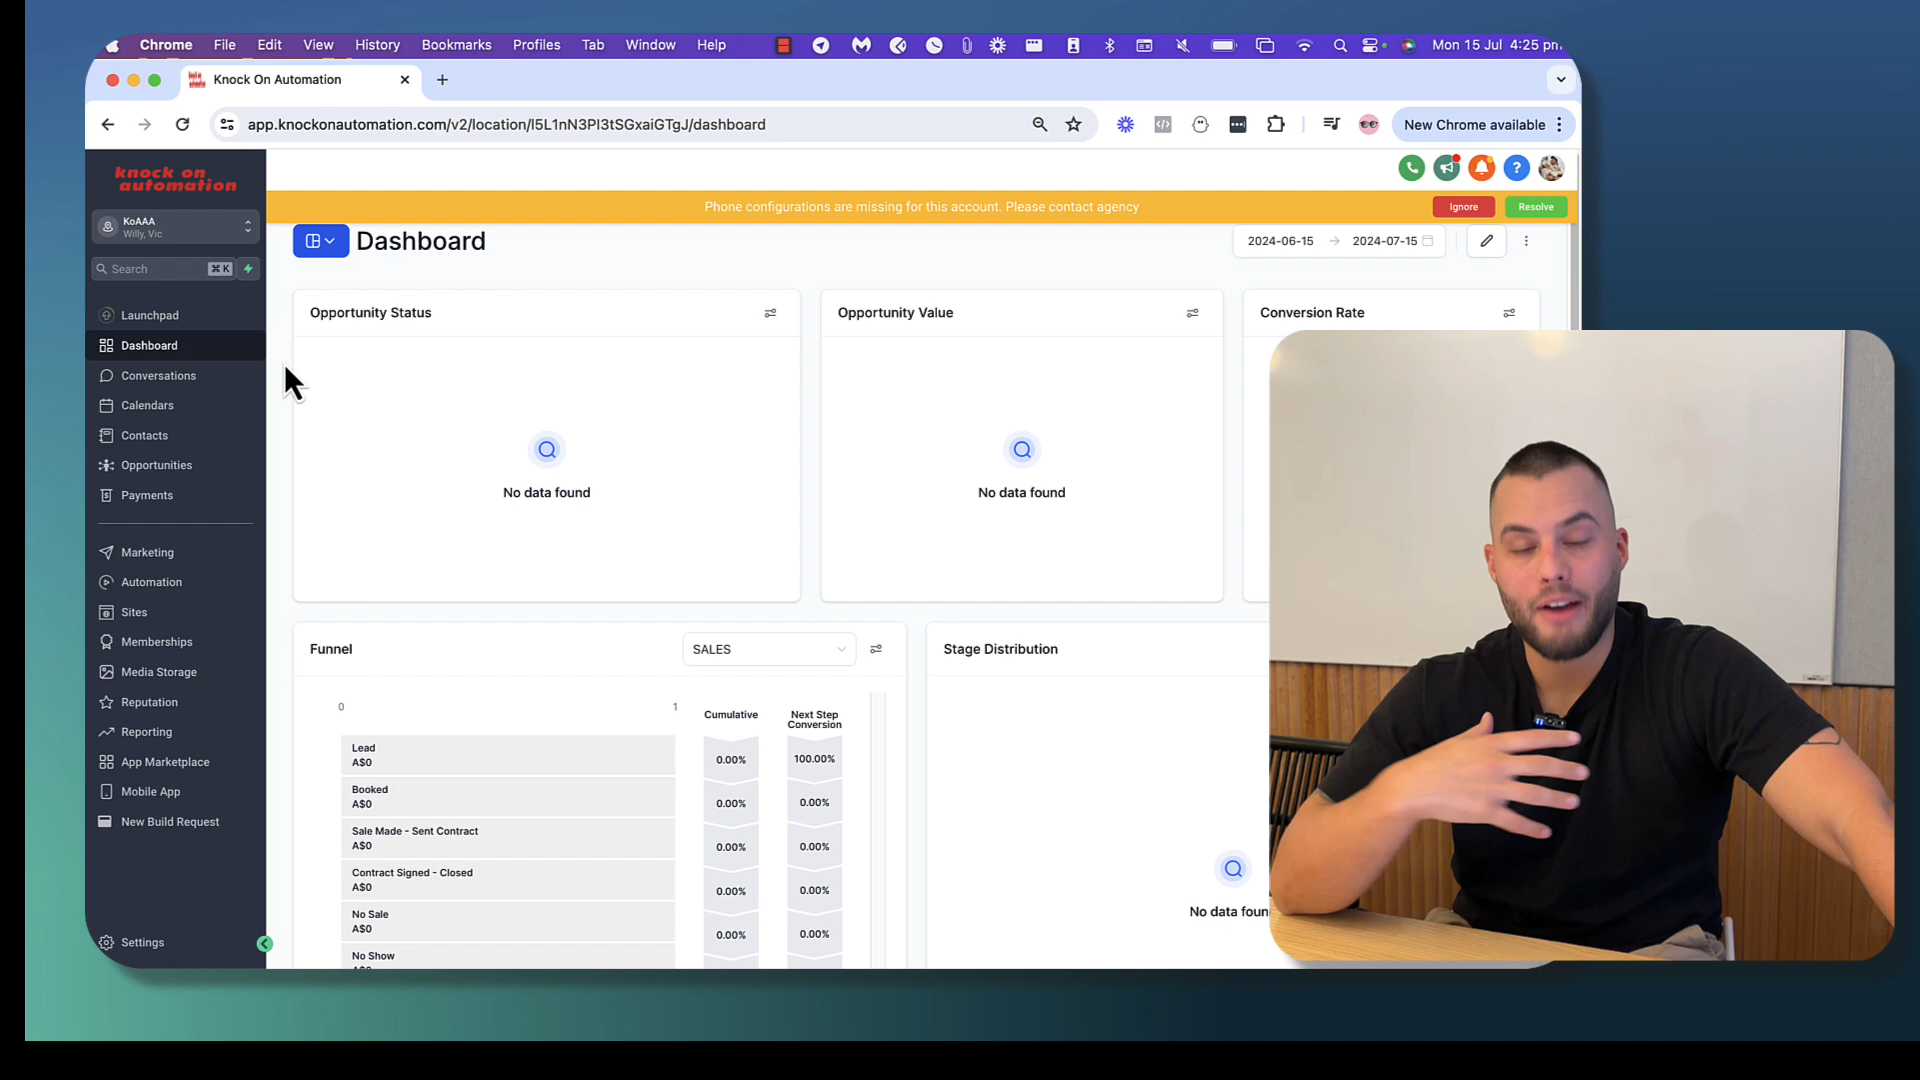 Chrome File Edit View History Bookmarks Profiles Tab Window Help Mon 15 Jul 4:25 pm
Knock On Automation
app.knockonautomation.com/v2/location/I5L1nN3PI3tSGxaiGTgJ/dashboard
New Chrome available
knock on
automation
KoAAA
Willy, Vic
Search ⌘ K
Launchpad
Dashboard
Conversations
Calendars
Contacts
Opportunities
Payments
Marketing
Automation
Sites
Memberships
Media Storage
Reputation
Reporting
App Marketplace
Mobile App
New Build Request
Settings
Phone configurations are missing for this account. Please contact agency
Ignore
Resolve
Dashboard
2024-06-15 → 2024-07-15
Opportunity Status
No data found
Opportunity Value
No data found
Conversion Rate
Funnel
SALES
0 1
Cumulative
Next Step
Conversion
Lead
A$0
0.00% 100.00%
Booked
A$0
0.00% 0.00%
Sale Made - Sent Contract
A$0
0.00% 0.00%
Contract Signed - Closed
A$0
0.00% 0.00%
No Sale
A$0
0.00% 0.00%
No Show
Stage Distribution
No data foun